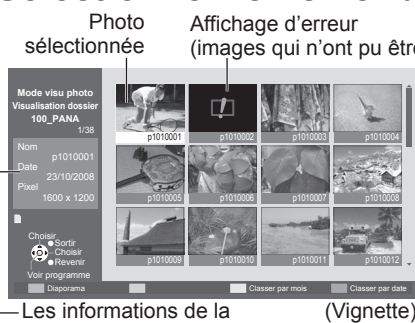 Photo sélectionnée
Affichage d'erreur
(images qui n'ont pu être
Mode visu photo
Visualisation dossier
100_PANA
1/38
Nom
p1010001
Date
23/10/2008
Pixel
1600 x 1200
Choisir
Sortir
Choisir
Revenir
Voir programme
p1010001 p1010002 p1010003 p1010004
p1010005 p1010006 p1010007 p1010008
p1010009 p1010010 p1010011 p1010012
Diaporama Classer par mois Classer par date
Les informations de la (Vignette)